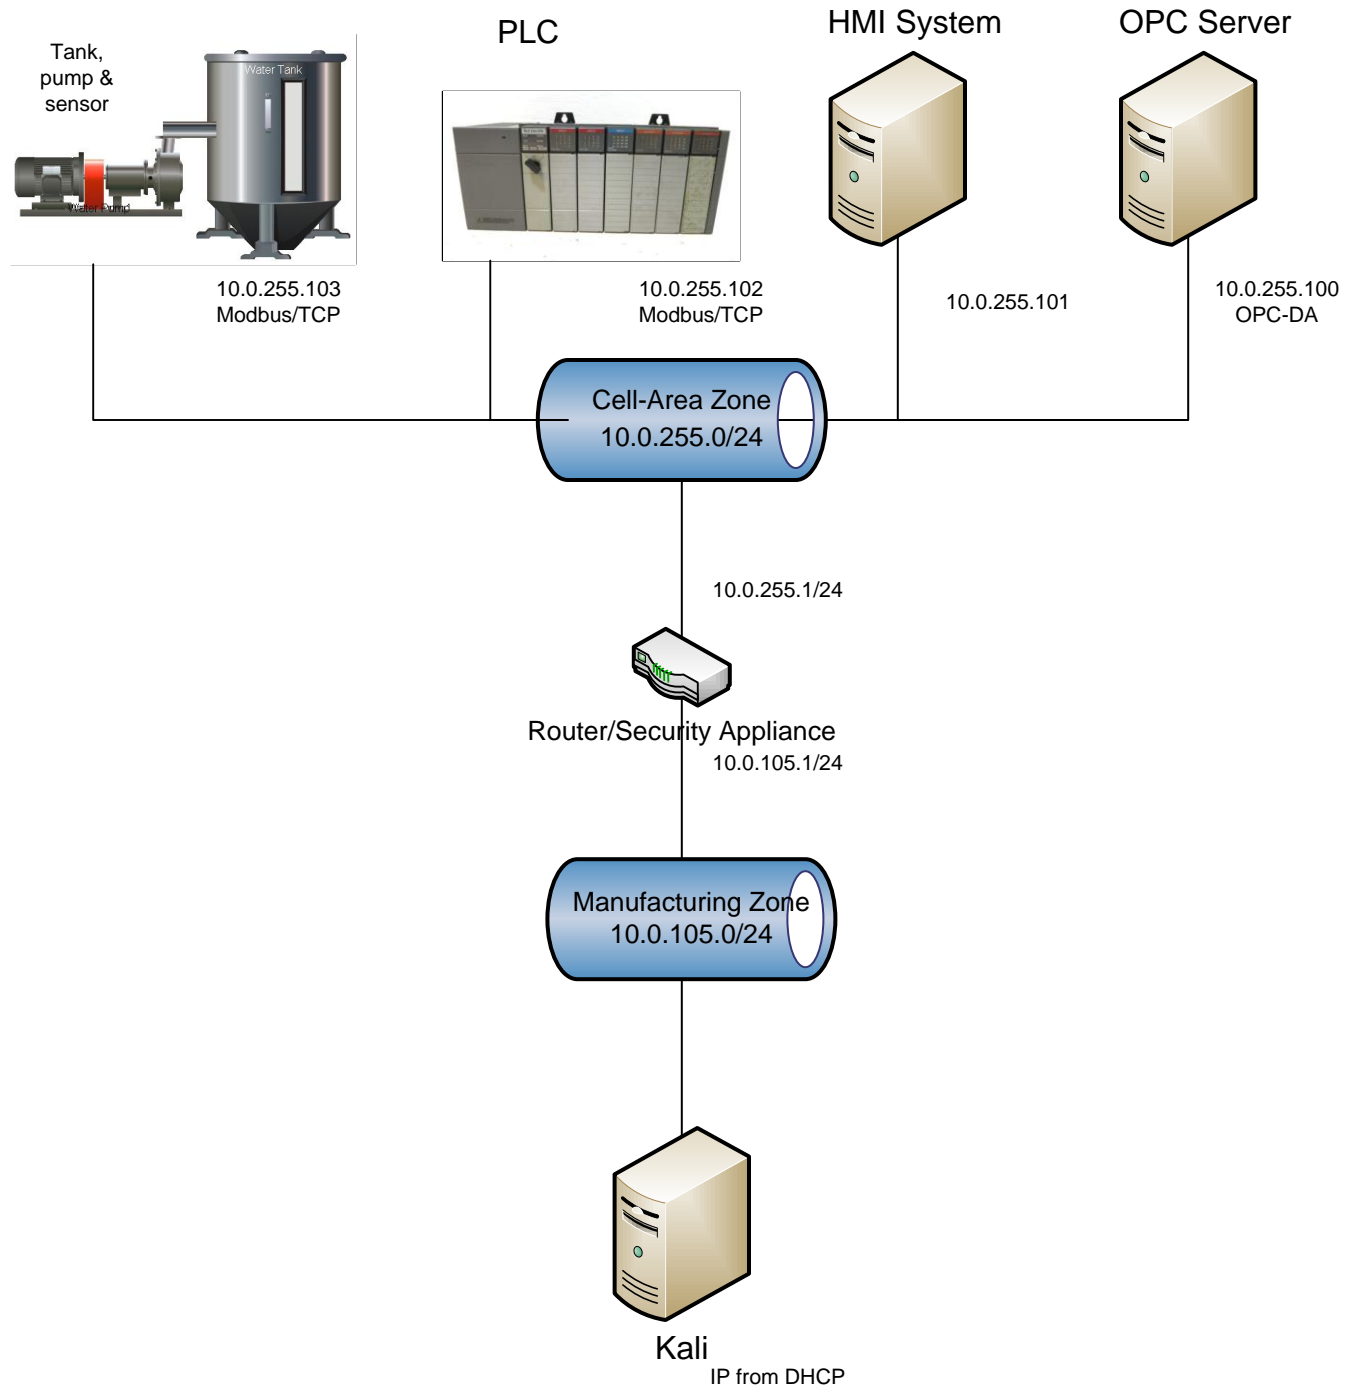 Tank,
pump &
sensor
Water Tank
Water Pump
PLC
HMI System
OPC Server
10.0.255.103
Modbus/TCP
10.0.255.102
Modbus/TCP
10.0.255.101
10.0.255.100
OPC-DA
Cell-Area Zone
10.0.255.0/24
10.0.255.1/24
Router/Security Appliance
10.0.105.1/24
Manufacturing Zone
10.0.105.0/24
Kali
IP from DHCP